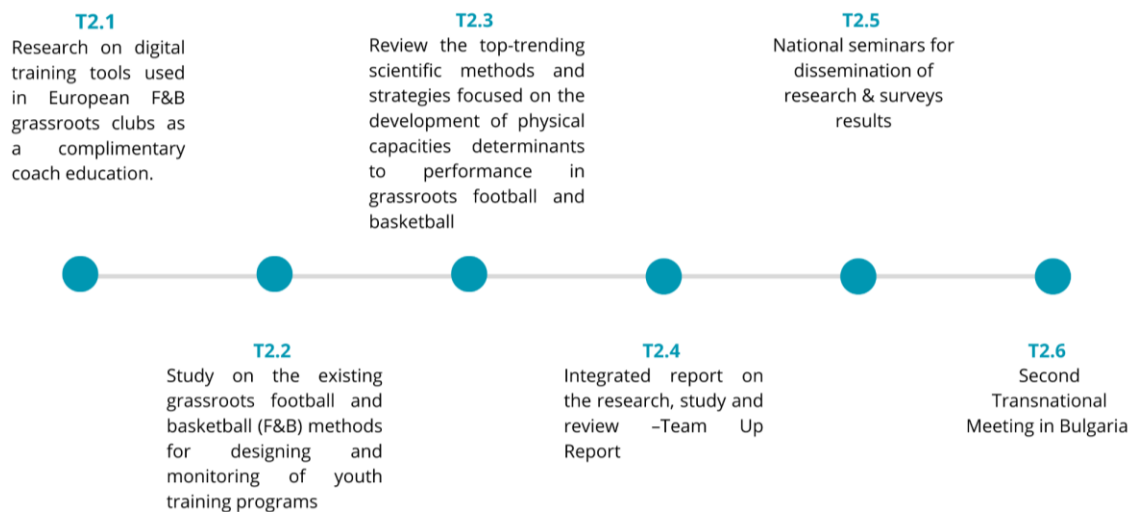 T2.1
Research on digital
training tools used
in European F&B
grassroots clubs as
a complimentary
coach education.
T2.3
Review the top-trending
scientific methods and
strategies focused on the
development of physical
capacities determinants
to performance in
grassroots football and
basketball
T2.5
National seminars for
dissemination of
research & surveys
results
T2.2
Study on the existing
grassroots football and
basketball (F&B) methods
for designing and
monitoring of youth
training programs
T2.4
Integrated report on
the research, study and
review –Team Up
Report
T2.6
Second
Transnational
Meeting in Bulgaria